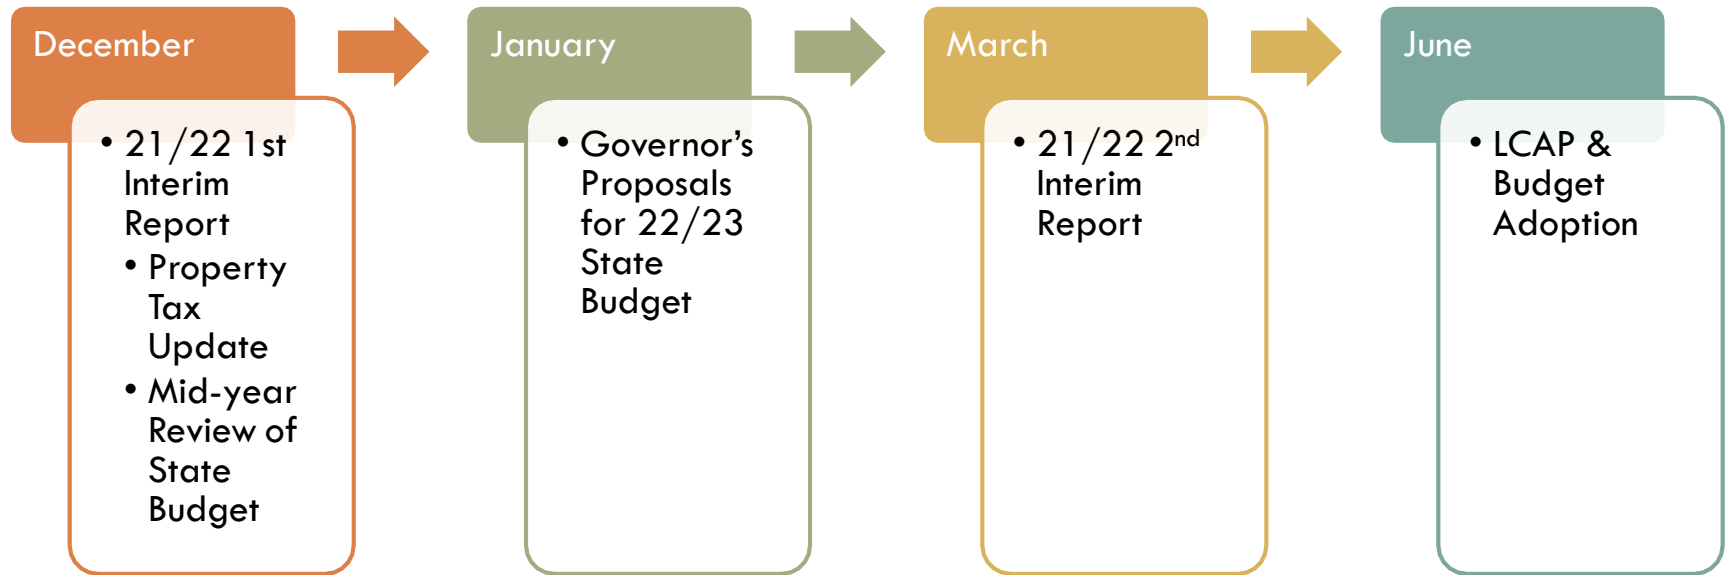 December
• 21/22 1st
Interim
Report
• Property
Tax
Update
• Mid-year
Review of
State
Budget
January
• Governor’s
Proposals
for 22/23
State
Budget
March
• 21/22 2nd
Interim
Report
June
• LCAP &
Budget
Adoption